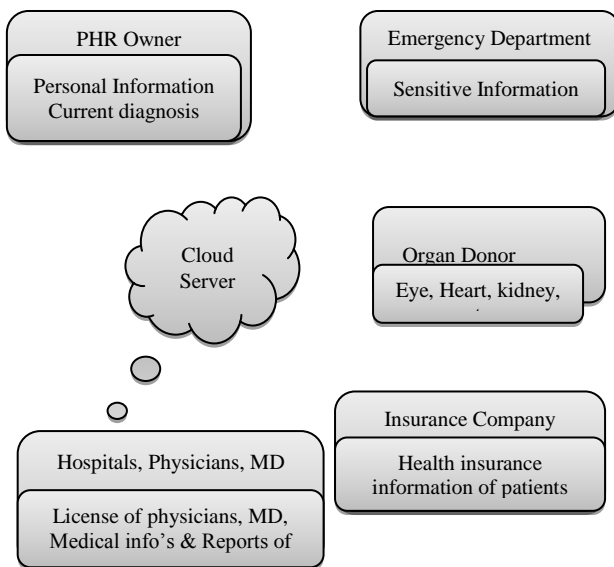 PHR Owner
Personal Information
Current diagnosis
Emergency Department
Sensitive Information
Cloud
Server
Organ Donor
Eye, Heart, kidney,
.
Insurance Company
Health insurance
information of patients
Hospitals, Physicians, MD
License of physicians, MD,
Medical info’s & Reports of